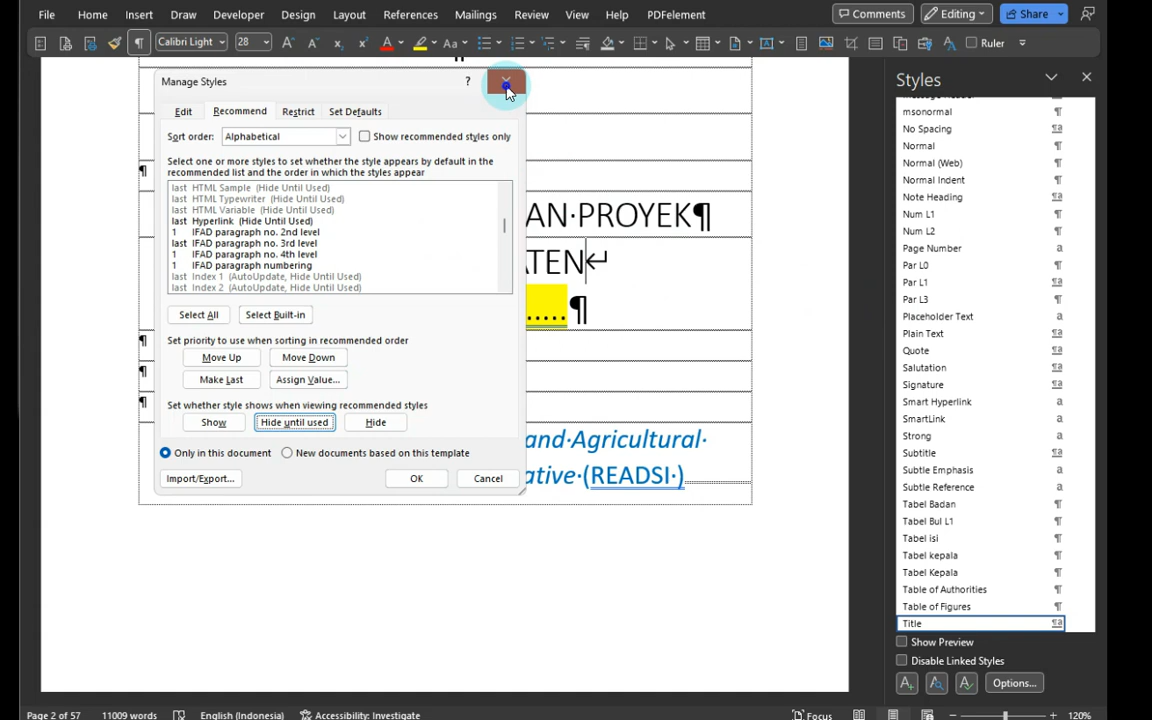 File Home Insert Draw Developer Design Layout References Mailings Review View Help PDFelement Comments Editing Share
Calibri Light 28 Aa Ruler
Manage Styles ?
Edit Recommend Restrict Set Defaults
Sort order: Alphabetical Show recommended styles only
Select one or more styles to set whether the style appears by default in the
recommended list and the order in which the styles appear
last HTML Sample (Hide Until Used)
last HTML Typewriter (Hide Until Used)
last HTML Variable (Hide Until Used)
last Hyperlink (Hide Until Used)
1 IFAD paragraph no. 2nd level
last IFAD paragraph no. 3rd level
1 IFAD paragraph no. 4th level
1 IFAD paragraph numbering
last Index 1 (AutoUpdate, Hide Until Used)
last Index 2 (AutoUpdate, Hide Until Used)
Select All Select Built-in
Set priority to use when sorting in recommended order
Move Up Move Down
Make Last Assign Value...
Set whether style shows when viewing recommended styles
Show Hide until used Hide
Only in this document New documents based on this template
Import/Export... OK Cancel
AN·PROYEK¶
ATEN↵
.....¶
and·Agricultural·
ative·(READSI·)
Styles
msonormal
No Spacing
Normal
Normal (Web)
Normal Indent
Note Heading
Num L1
Num L2
Page Number
Par L0
Par L1
Par L3
Placeholder Text
Plain Text
Quote
Salutation
Signature
Smart Hyperlink
SmartLink
Strong
Subtitle
Subtle Emphasis
Subtle Reference
Tabel Badan
Tabel Bul L1
Tabel isi
Tabel kepala
Tabel Kepala
Table of Authorities
Table of Figures
Title
Show Preview
Disable Linked Styles
Options...
Page 2 of 57 11009 words English (Indonesia) Accessibility: Investigate Focus 120%